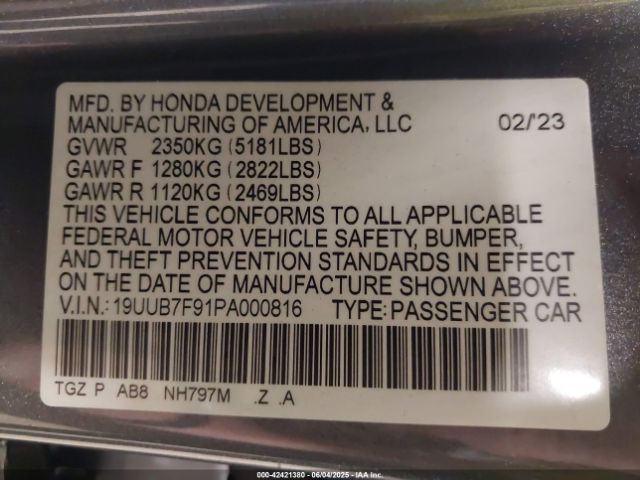 MFD. BY HONDA DEVELOPMENT &
MANUFACTURING OF AMERICA, LLC 02/'23
GVWR 2350KG (5181LBS)
GAWR F 1280KG (2822LBS)
GAWR R 1120KG (2469LBS)
THIS VEHICLE CONFORMS TO ALL APPLICABLE
FEDERAL MOTOR VEHICLE SAFETY, BUMPER,
AND THEFT PREVENTION STANDARDS IN EFFECT
ON THE DATE OF MANUFACTURE SHOWN ABOVE.
V.I.N.: 19UUB7F91PA000816 TYPE: PASSENGER CAR
TGZ P AB8 NH797M .Z .A
000-42421380 - 06/04/2025 - IAAI Inc.